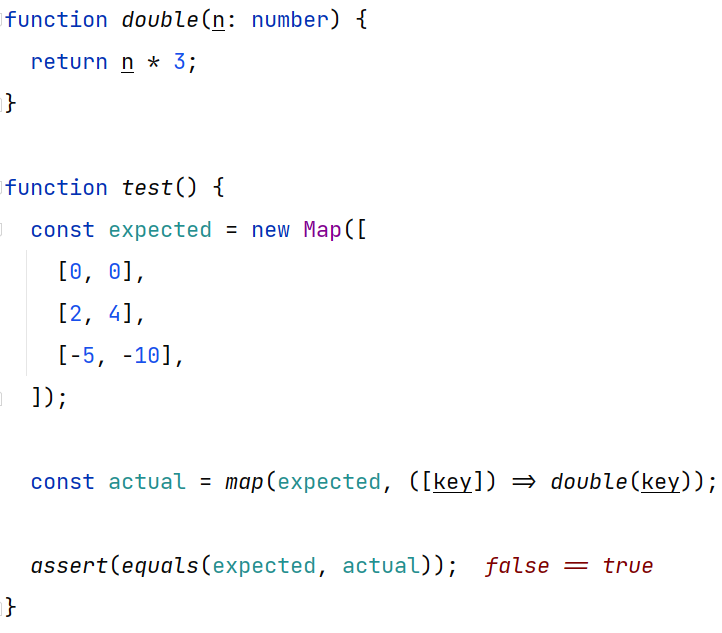 function double(n: number) {
  return n * 3;
}
function test() {
  const expected = new Map([
    [0, 0],
    [2, 4],
    [-5, -10],
  ]);
  const actual = map(expected, ([key]) => double(key));
  assert(equals(expected, actual));  false == true
}